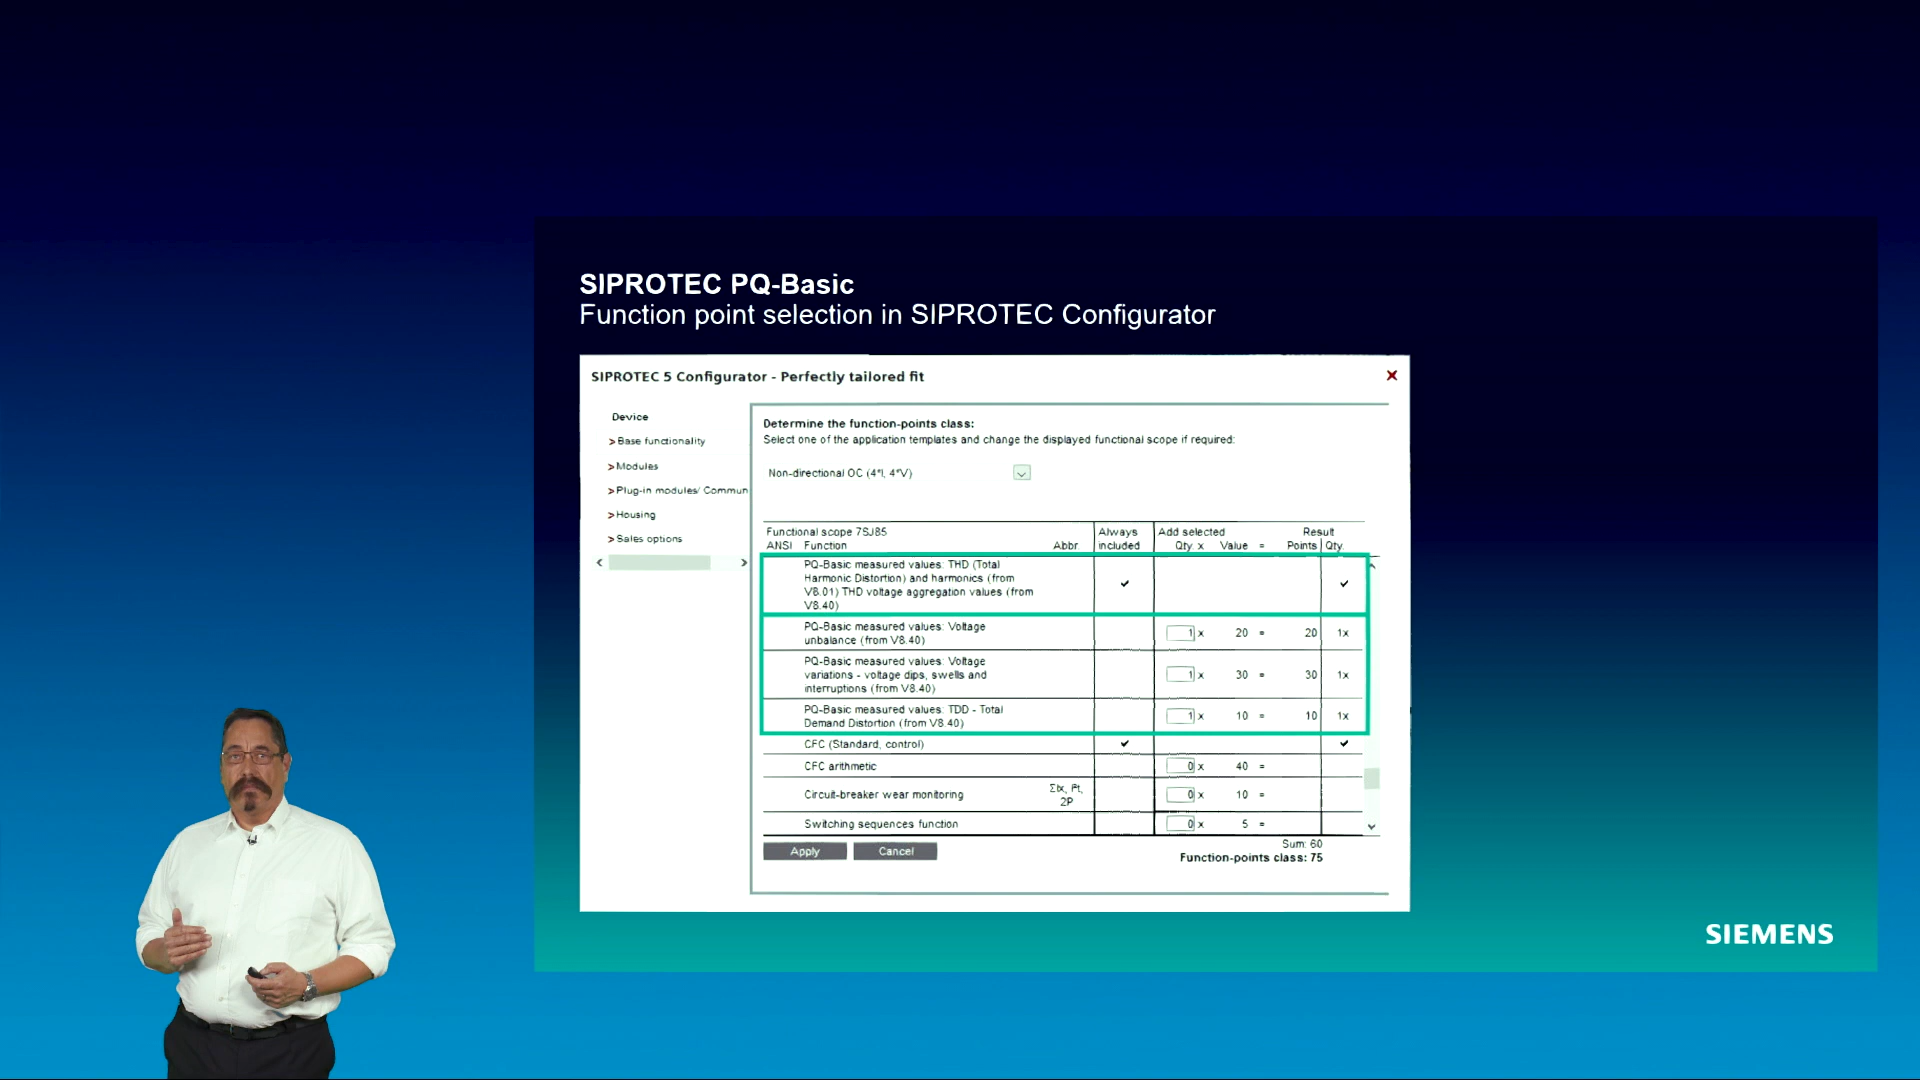 SIPROTEC PQ-Basic
Function point selection in SIPROTEC Configurator
SIPROTEC 5 Configurator - Perfectly tailored fit
Device
> Base functionality
> Modules
> Plug-in modules/ Commun
> Housing
> Sales options
Determine the function-points class:
Select one of the application templates and change the displayed functional scope if required:
Non-directional OC (4*I, 4*V)
Functional scope 7SJ85
ANSI Function Abbr.
Always included
Add selected
Qty x Value =
Result
Points Qty.
PQ-Basic measured values: THD (Total
Harmonic Distortion) and harmonics (from
V8.01) THD voltage aggregation values (from
V8.40)
PQ-Basic measured values: Voltage
unbalance (from V8.40)
1 x 20 = 20 1x
PQ-Basic measured values: Voltage
variations - voltage dips, swells and
interruptions (from V8.40)
1 x 30 = 30 1x
PQ-Basic measured values: TDD - Total
Demand Distortion (from V8.40)
1 x 10 = 10 1x
CFC (Standard, control)
CFC arithmetic
0 x 40 =
Circuit-breaker wear monitoring
ΣIx, I²t,
2P
0 x 10 =
Switching sequences function
0 x 5 =
Apply Cancel
Sum: 60
Function-points class: 75
SIEMENS